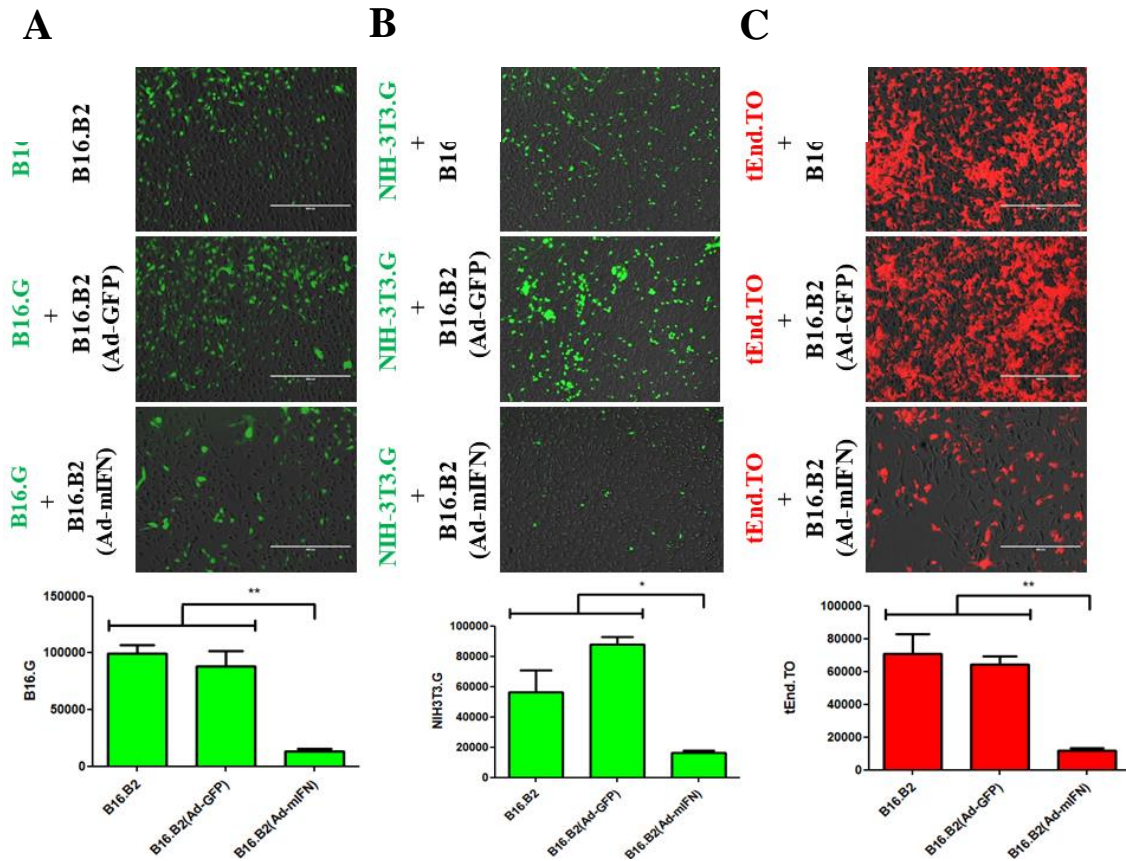 A
B
C
B16.B2
B16.G
+
B16.B2
(Ad-GFP)
B16.G
+
B16.B2
(Ad-mIFN)
NIH-3T3.G
+
B16
NIH-3T3.G
+
B16.B2
(Ad-GFP)
NIH-3T3.G
+
B16.B2
(Ad-mIFN)
tEnd.TO
+
B16
tEnd.TO
+
B16.B2
(Ad-GFP)
tEnd.TO
+
B16.B2
(Ad-mIFN)
**
150000
100000
50000
0
B16.G
B16.B2
B16.B2(Ad-GFP)
B16.B2(Ad-mIFN)
*
100000
80000
60000
40000
20000
0
NIH3T3.G
B16.B2
B16.B2(Ad-GFP)
B16.B2(Ad-mIFN)
**
100000
80000
60000
40000
20000
0
tEnd.TO
B16.B2
B16.B2(Ad-GFP)
B16.B2(Ad-mIFN)